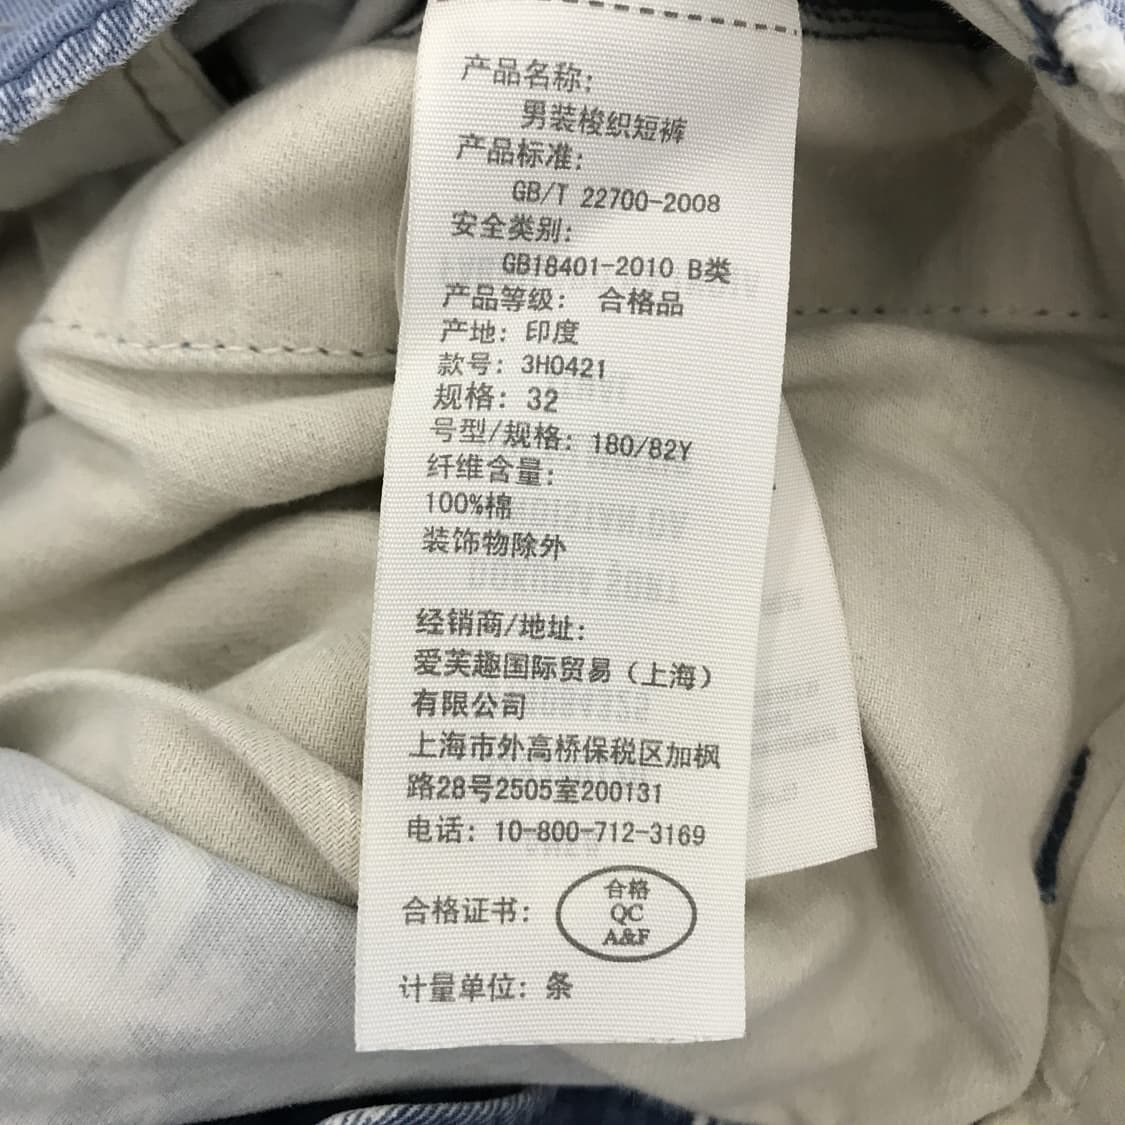 产品名称:
男装梭织短裤
产品标准:
GB/T 22700-2008
安全类别:
GB18401-2010 B类
产品等级: 合格品
产地: 印度
款号: 3H0421
规格: 32
号型/规格: 180/82Y
纤维含量:
100%棉
装饰物除外
经销商/地址:
爱芙趣国际贸易（上海）
有限公司
上海市外高桥保税区加枫
路28号2505室200131
电话: 10-800-712-3169
合格证书:
合格
QC
A&F
计量单位: 条